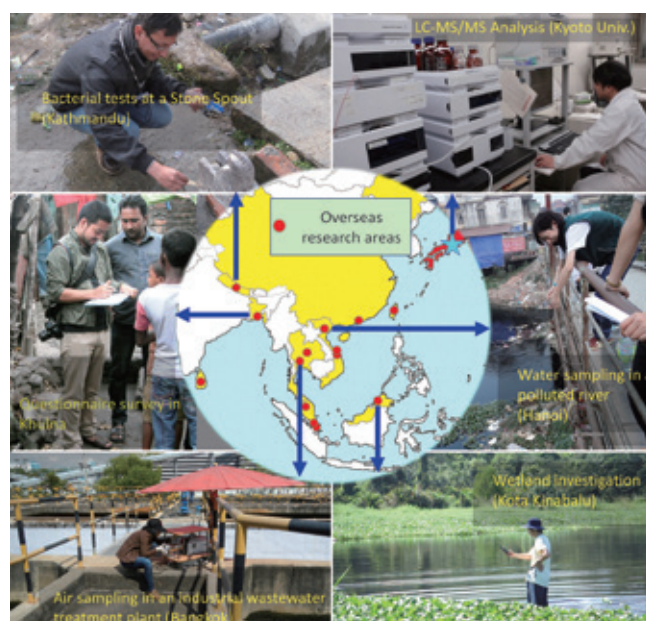 Bacterial tests at a Stone Spout
(Kathmandu)
LC-MS/MS Analysis (Kyoto Univ.)
Overseas
research areas
Questionnaire survey in
Khulna
Water sampling in a
polluted river
(Hanoi)
Wetland investigation
(Kota Kinabalu)
Air sampling in an industrial wastewater
treatment plant (Bangkok